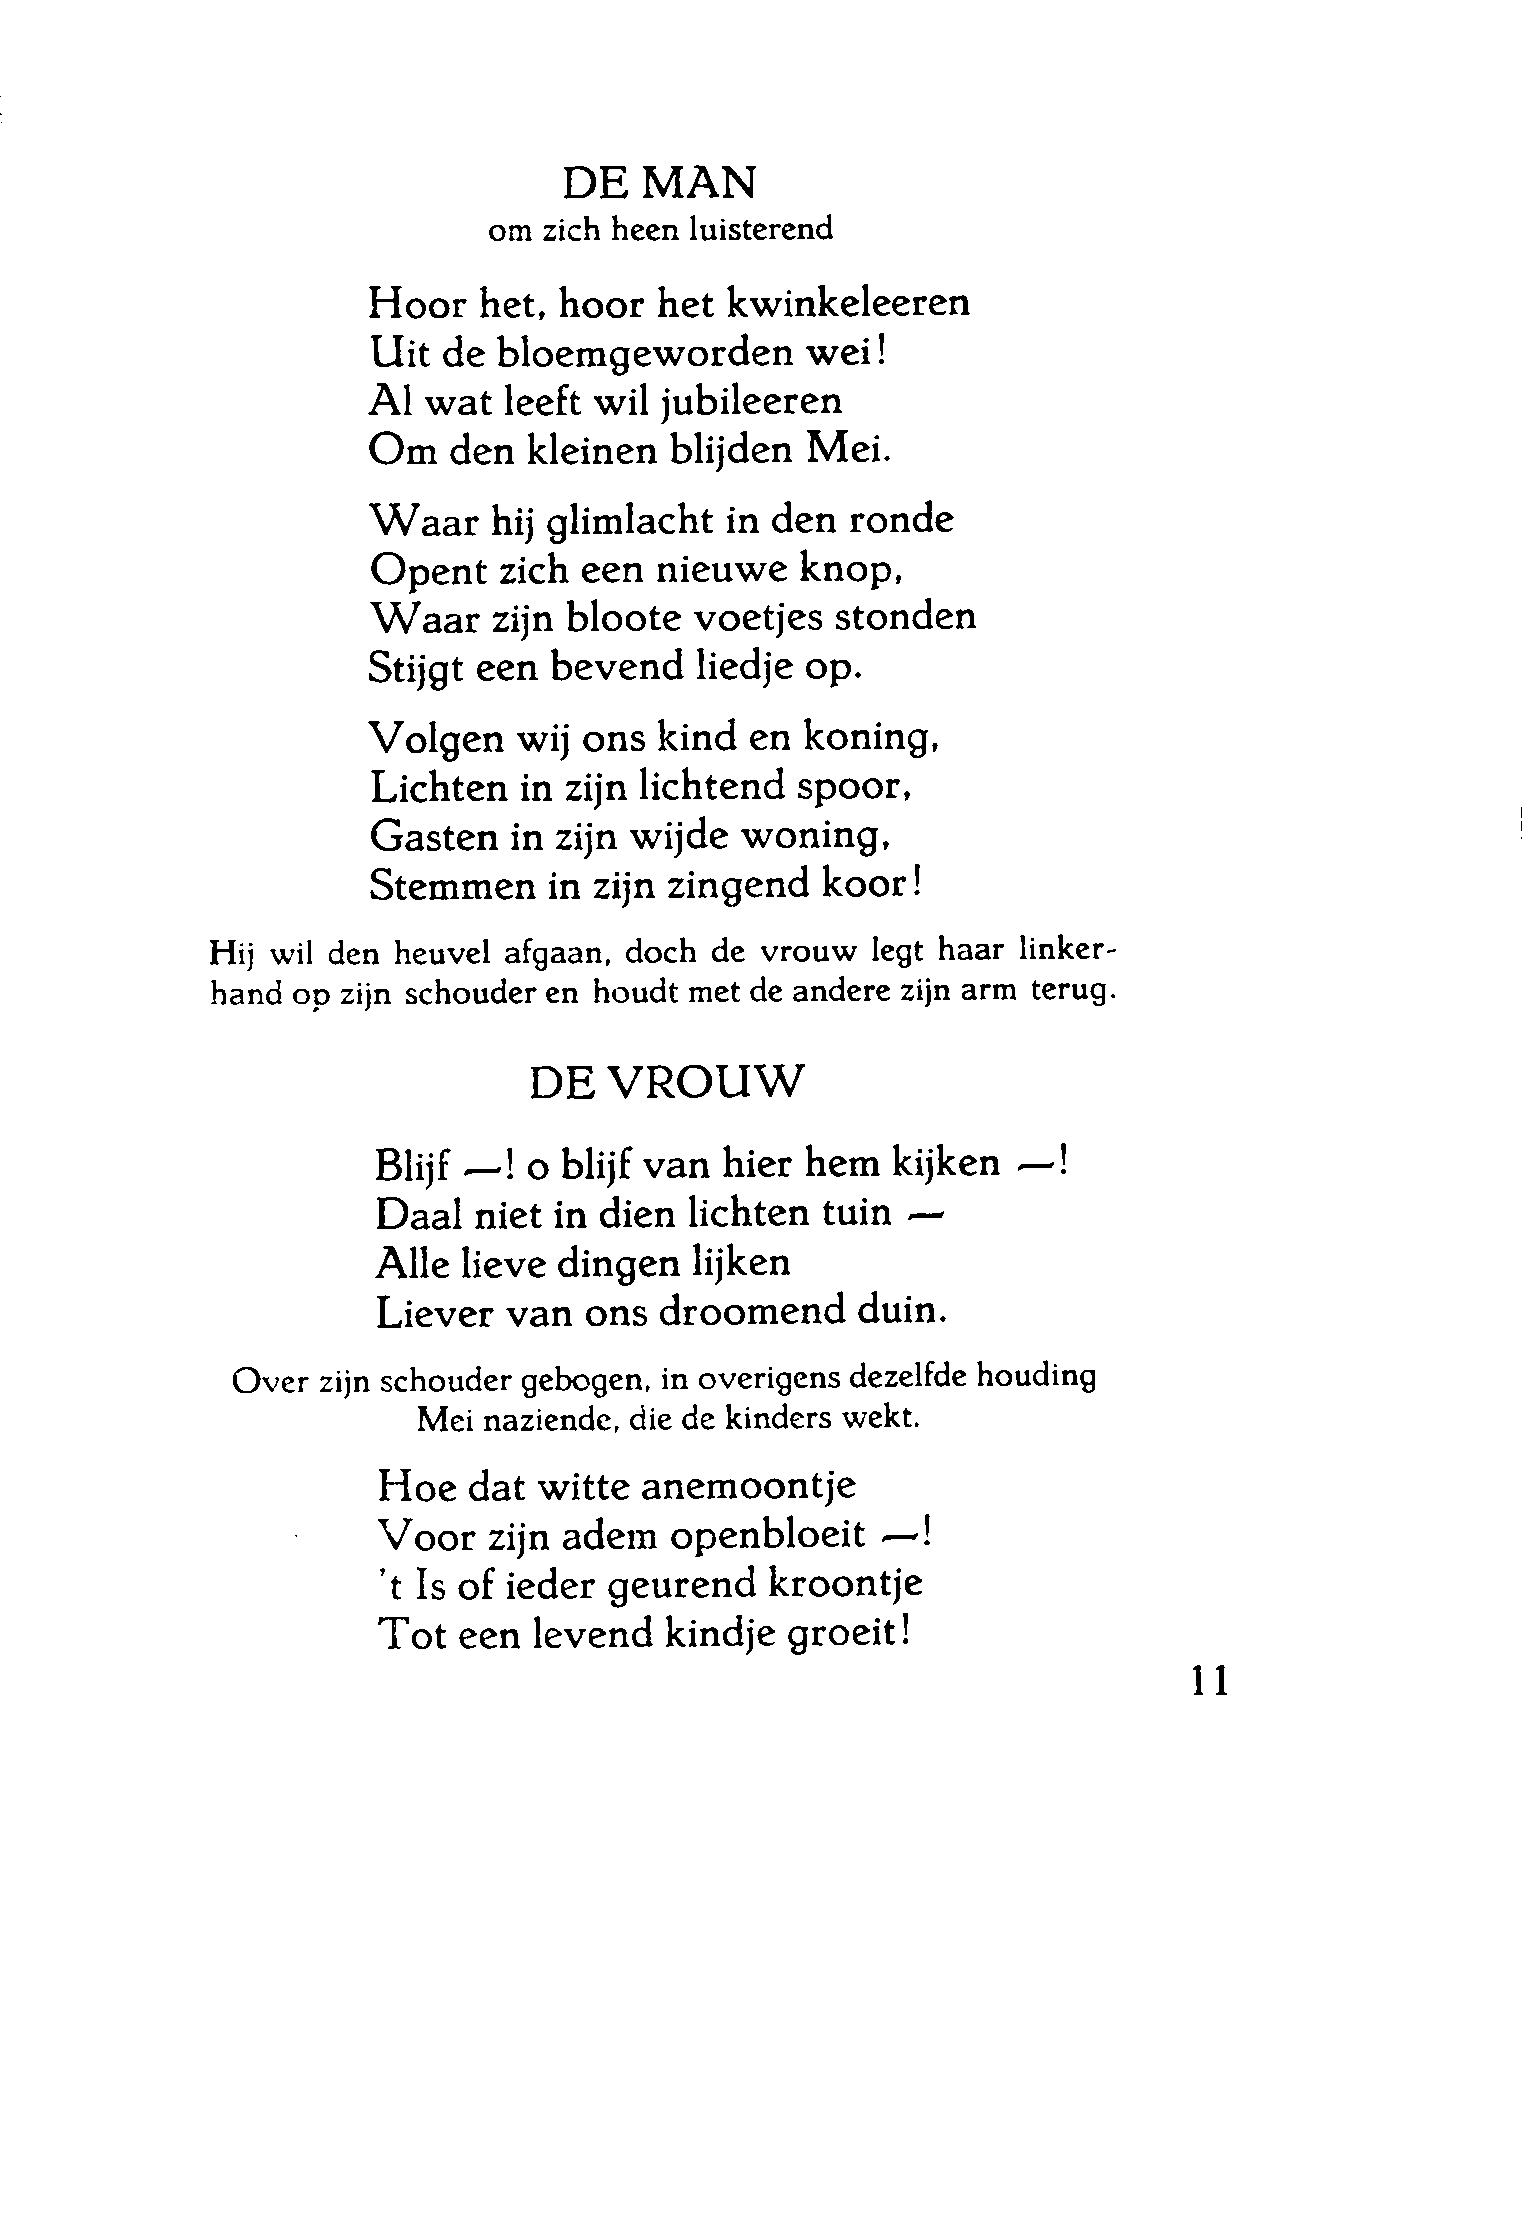 DE MAN
om zich heen luisterend
Hoor het, hoor het kwinkeleeren
Uit de bloemgeworden wei!
Al wat leeft wil jubileeren
Om den kleinen blijden Mei.
Waar hij glimlacht in den ronde
Opent zich een nieuwe knop,
Waar zijn bloote voetjes stonden
Stijgt een bevend liedje op.
Volgen wij ons kind en koning,
Lichten in zijn lichtend spoor,
Gasten in zijn wijde woning,
Stemmen in zijn zingend koor!
Hij wil den heuvel afgaan, doch de vrouw legt haar linker-
hand op zijn schouder en houdt met de andere zijn arm terug.
DE VROUW
Blijf —! o blijf van hier hem kijken —!
Daal niet in dien lichten tuin —
Alle lieve dingen lijken
Liever van ons droomend duin.
Over zijn schouder gebogen, in overigens dezelfde houding
Mei naziende, die de kinders wekt.
Hoe dat witte anemoontje
Voor zijn adem openbloeit —!
't Is of ieder geurend kroontje
Tot een levend kindje groeit!
11